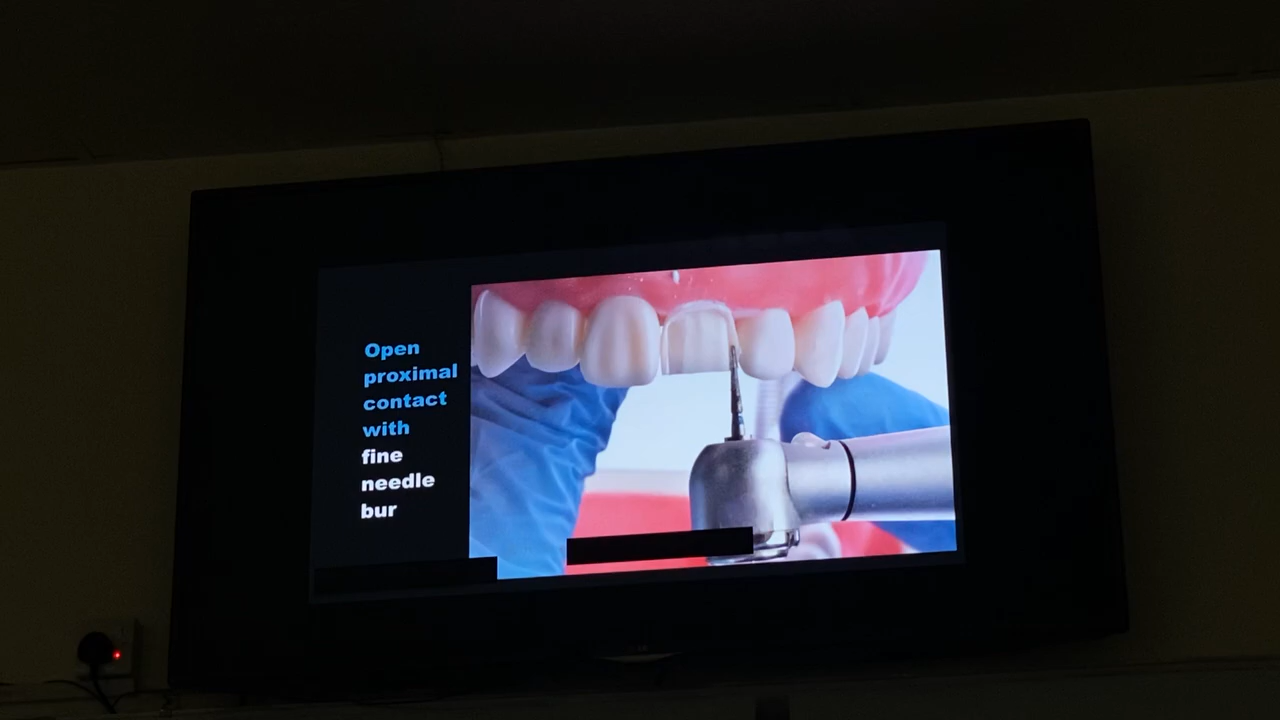 Open
proximal
contact
with
fine
needle
bur